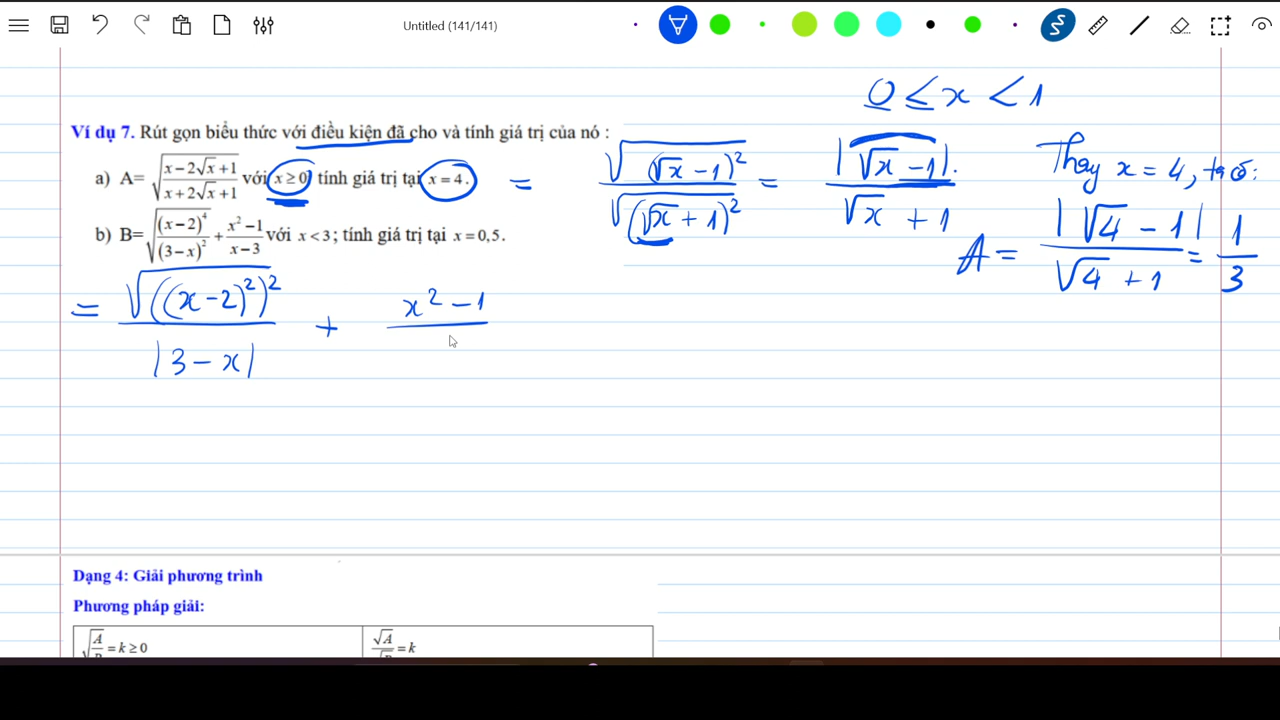 Untitled (141/141)
0 ≤ x < 1
Ví dụ 7. Rút gọn biểu thức với điều kiện đã cho và tính giá trị của nó :
a) A= √((x−2√x+1)/(x+2√x+1)) với x≥0 tính giá trị tại x=4.
= √((√x −1)²)/√((√x +1)²) = |√x −1|/(√x +1).
Thay x = 4, ta có:
A = |√4 − 1|/(√4 + 1) = 1/3
b) B= √((x−2)⁴/(3−x)²) + (x²−1)/(x−3) với x<3; tính giá trị tại x=0,5.
= √(((x−2)²)²)/|3−x| + x²−1
Dạng 4: Giải phương trình
Phương pháp giải:
√(A/B) = k ≥ 0
√A/√B = k